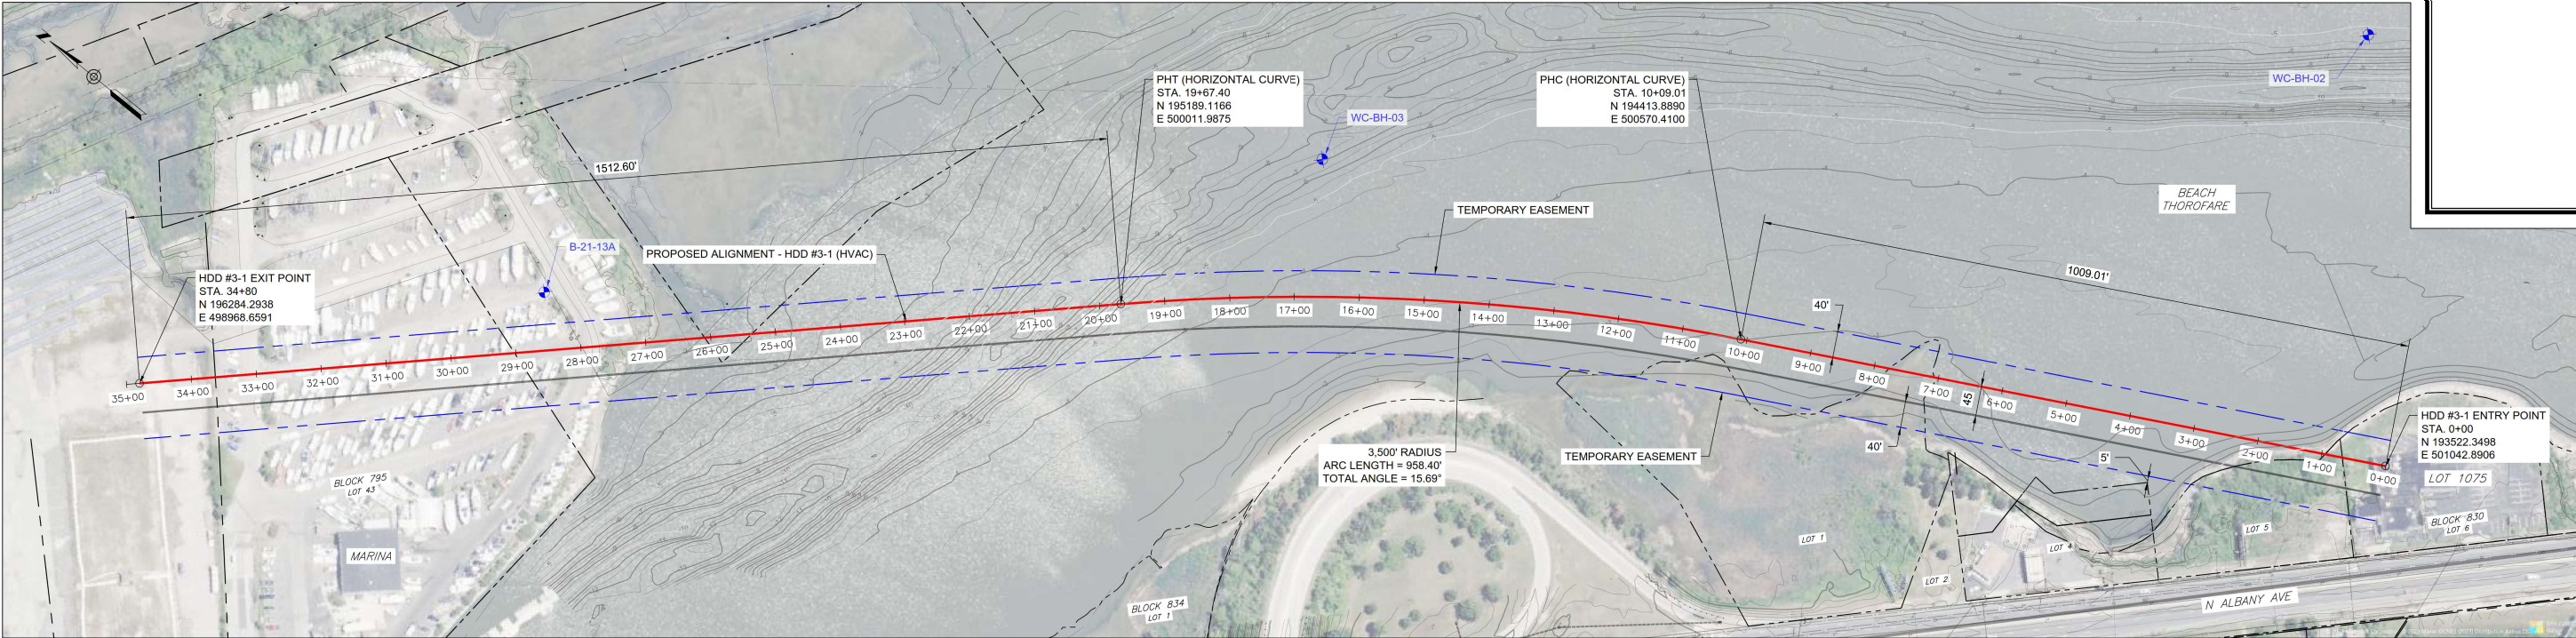 PHT (HORIZONTAL CURVE)
STA. 19+67.40
N 195189.1166
E 500011.9875
PHC (HORIZONTAL CURVE)
STA. 10+09.01
N 194413.8890
E 500570.4100
WC-BH-02
WC-BH-03
1512.60'
BEACH
THOROFARE
TEMPORARY EASEMENT
B-21-13A
PROPOSED ALIGNMENT - HDD #3-1 (HVAC)
HDD #3-1 EXIT POINT
STA. 34+80
N 196284.2938
E 498968.6591
1009.01'
40'
35+00
34+00
33+00
32+00
31+00
30+00
29+00
28+00
27+00
26+00
25+00
24+00
23+00
22+00
21+00
20+00
19+00
18+00
17+00
16+00
15+00
14+00
13+00
12+00
11+00
10+00
9+00
8+00
7+00
6+00
5+00
4+00
3+00
2+00
1+00
0+00
45
40'
5'
HDD #3-1 ENTRY POINT
STA. 0+00
N 193522.3498
E 501042.8906
3,500' RADIUS
ARC LENGTH = 958.40'
TOTAL ANGLE = 15.69°
TEMPORARY EASEMENT
LOT 1075
BLOCK 795
LOT 43
MARINA
BLOCK 830
LOT 6
LOT 5
LOT 4
LOT 1
LOT 2
BLOCK 834
LOT 1
N ALBANY AVE